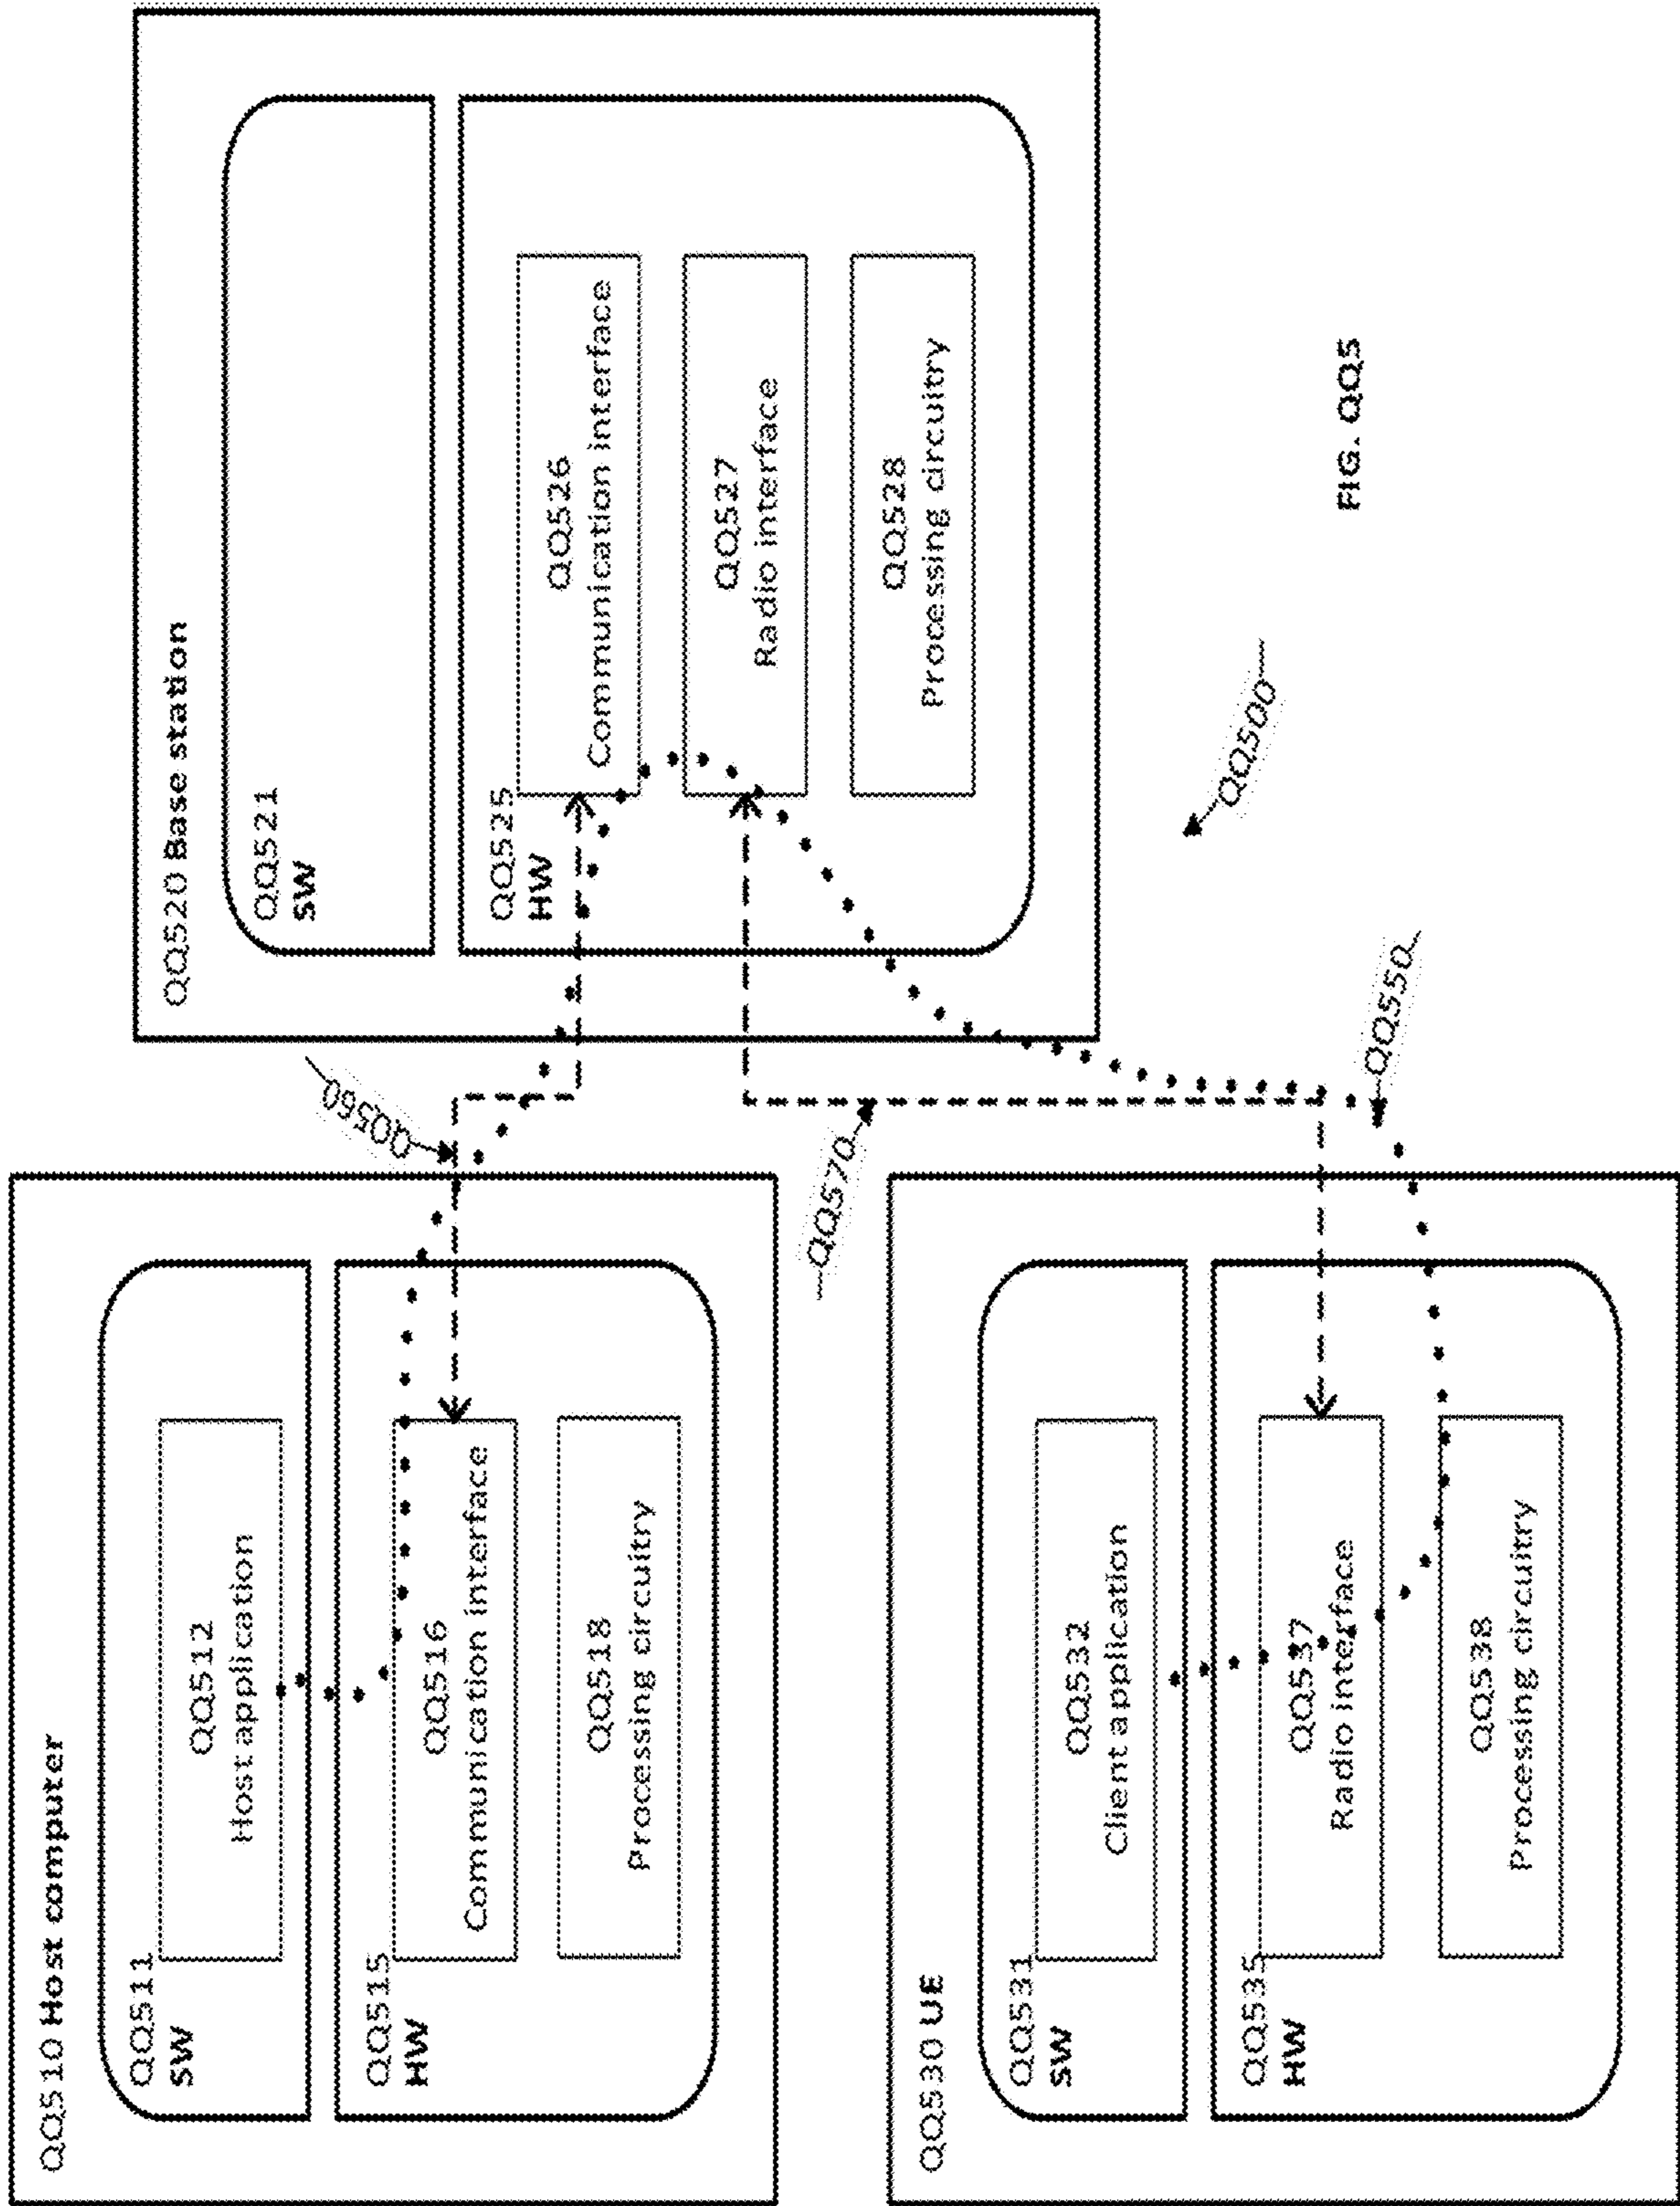 QQ510 Host computer
QQ511
SW
QQ512
Host application
QQ515
HW
QQ516
Communication interface
QQ518
Processing circuitry
QQ560
QQ520 Base station
QQ521
SW
QQ525
HW
QQ526
Communication interface
QQ527
Radio interface
QQ528
Processing circuitry
QQ570
QQ530 UE
QQ531
SW
QQ532
Client application
QQ535
HW
QQ537
Radio interface
QQ538
Processing circuitry
QQ550
QQ500
FIG. QQ5